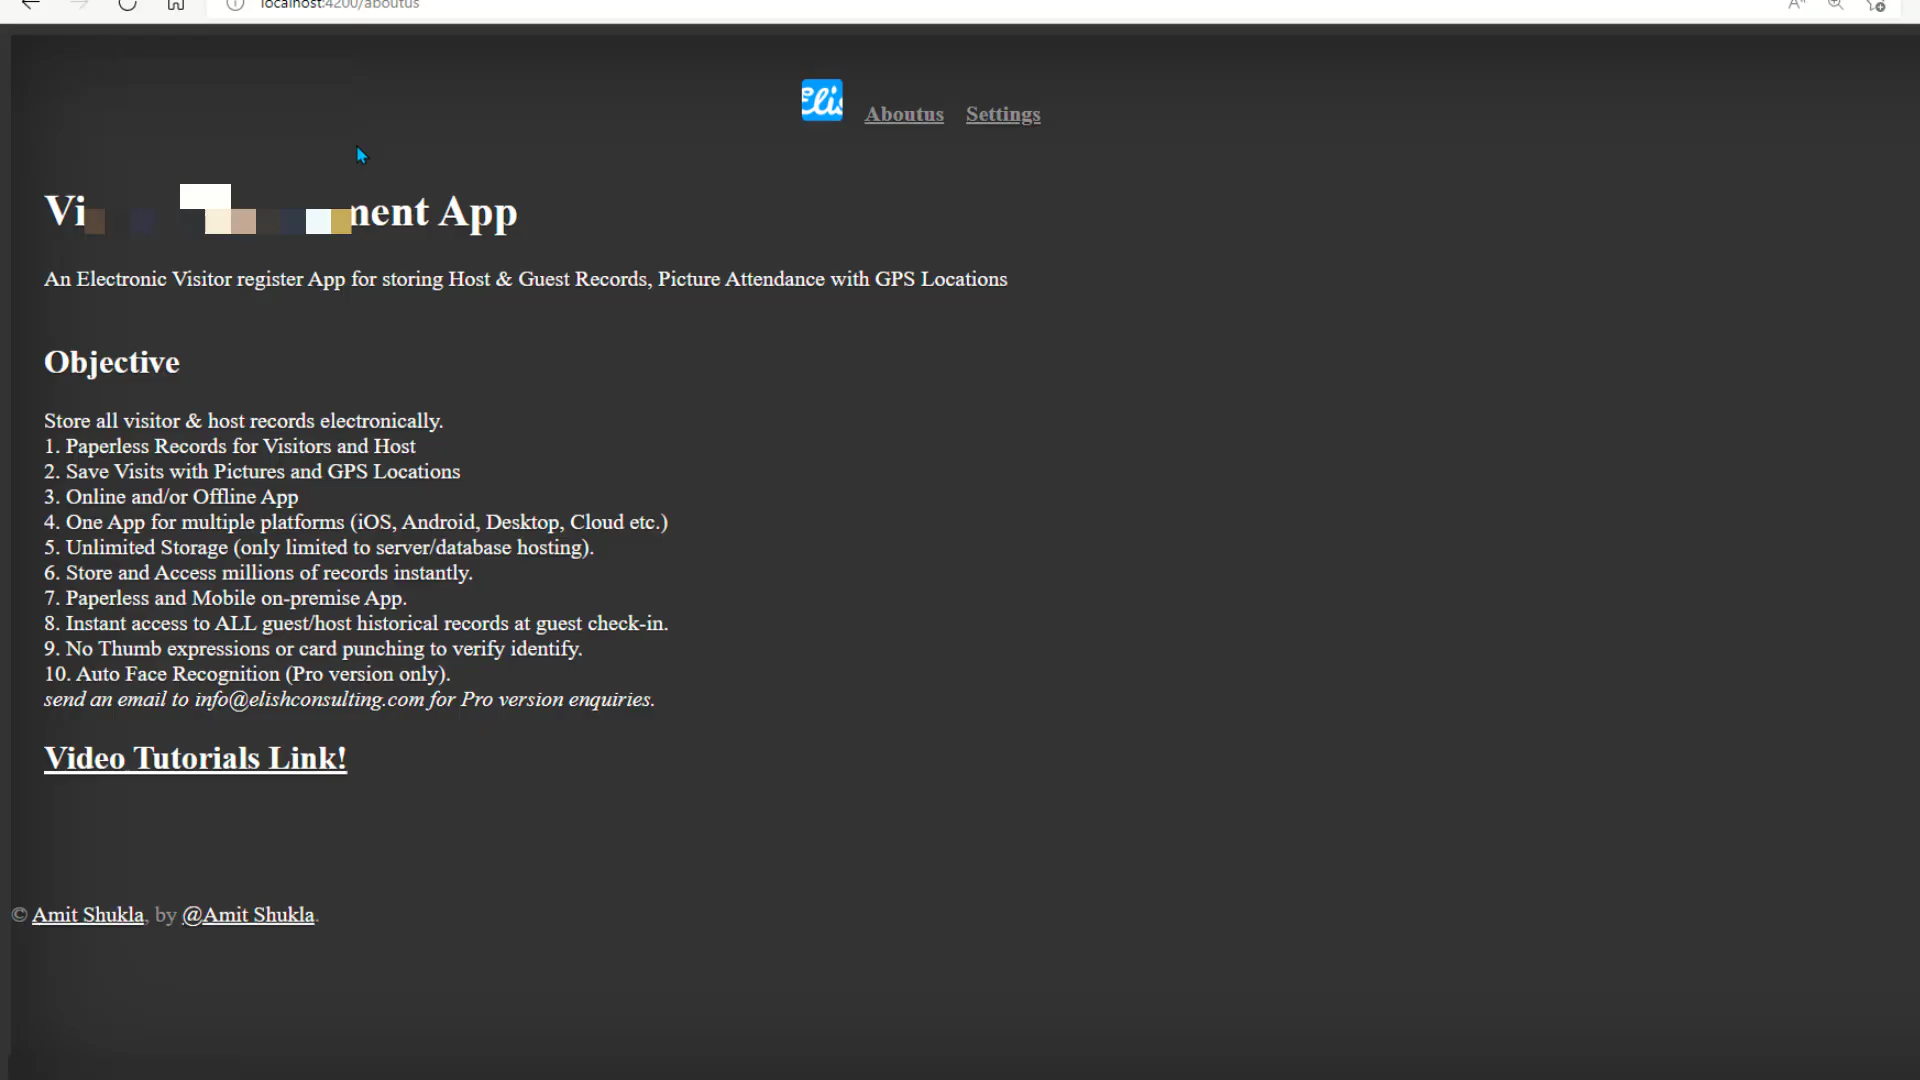 localhost:4200/aboutus
Elis
Aboutus Settings
App
An Electronic Visitor register App for storing Host & Guest Records, Picture Attendance with GPS Locations
Objective
Store all visitor & host records electronically.
1. Paperless Records for Visitors and Host
2. Save Visits with Pictures and GPS Locations
3. Online and/or Offline App
4. One App for multiple platforms (iOS, Android, Desktop, Cloud etc.)
5. Unlimited Storage (only limited to server/database hosting).
6. Store and Access millions of records instantly.
7. Paperless and Mobile on-premise App.
8. Instant access to ALL guest/host historical records at guest check-in.
9. No Thumb expressions or card punching to verify identify.
10. Auto Face Recognition (Pro version only).
send an email to info@elishconsulting.com for Pro version enquiries.
Video Tutorials Link!
© Amit Shukla, by @Amit Shukla.